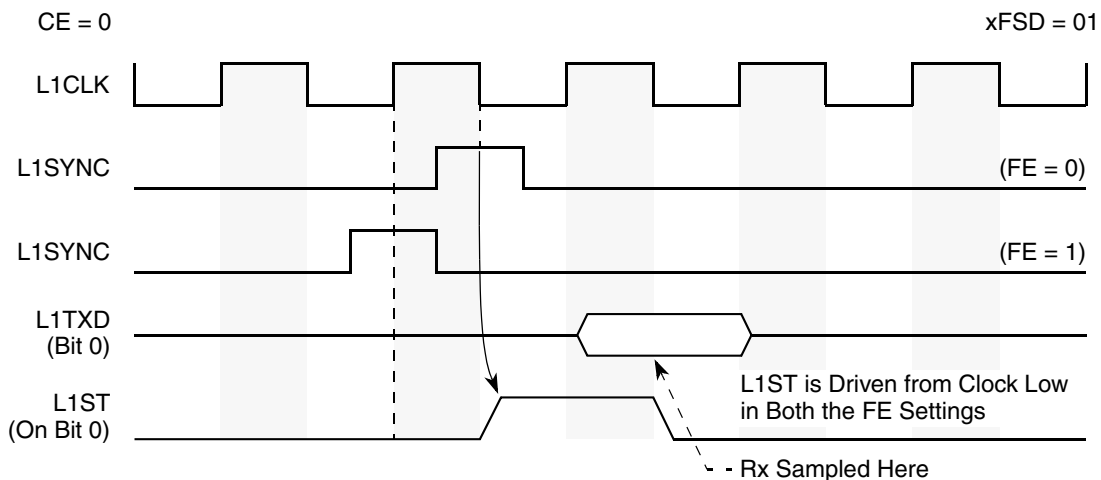 CE = 0
xFSD = 01
L1CLK
L1SYNC
(FE = 0)
L1SYNC
(FE = 1)
L1TXD
(Bit 0)
L1ST
(On Bit 0)
L1ST is Driven from Clock Low
in Both the FE Settings
Rx Sampled Here